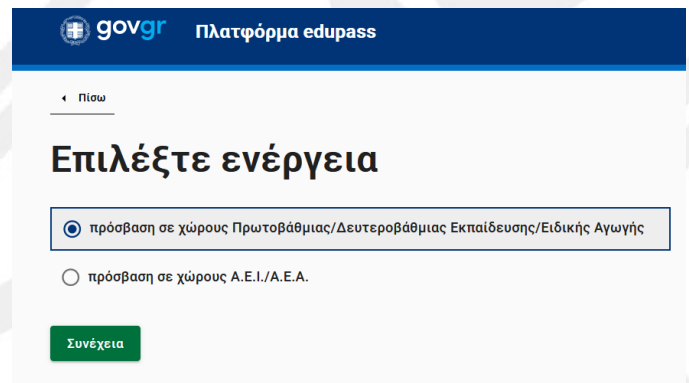 govgr Πλατφόρμα edupass
Πίσω
Επιλέξτε ενέργεια
πρόσβαση σε χώρους Πρωτοβάθμιας/Δευτεροβάθμιας Εκπαίδευσης/Ειδικής Αγωγής
πρόσβαση σε χώρους Α.Ε.Ι./Α.Ε.Α.
Συνέχεια